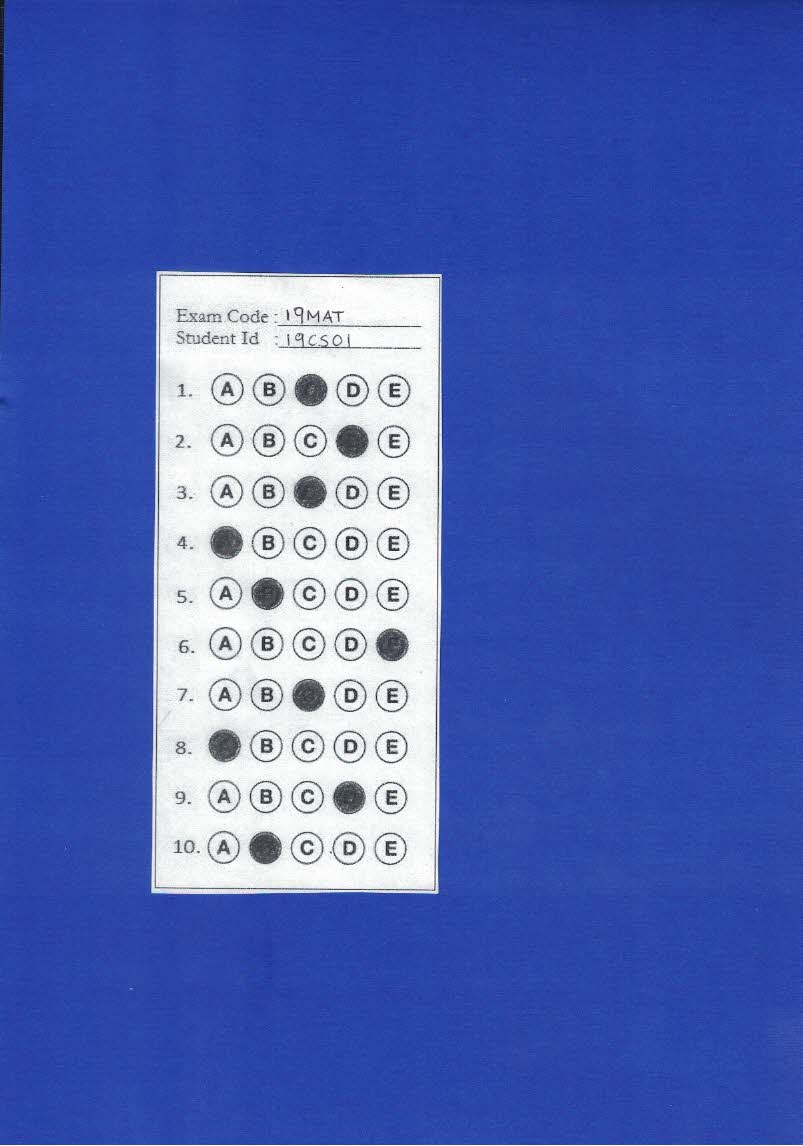 Exam Code : 19MAT
Student Id : 19CS01
1. A B D E
2. A B C E
3. A B D E
4. B C D E
5. A C D E
6. A B C D
7. A B D E
8. B C D E
9. A B C E
10. A C D E